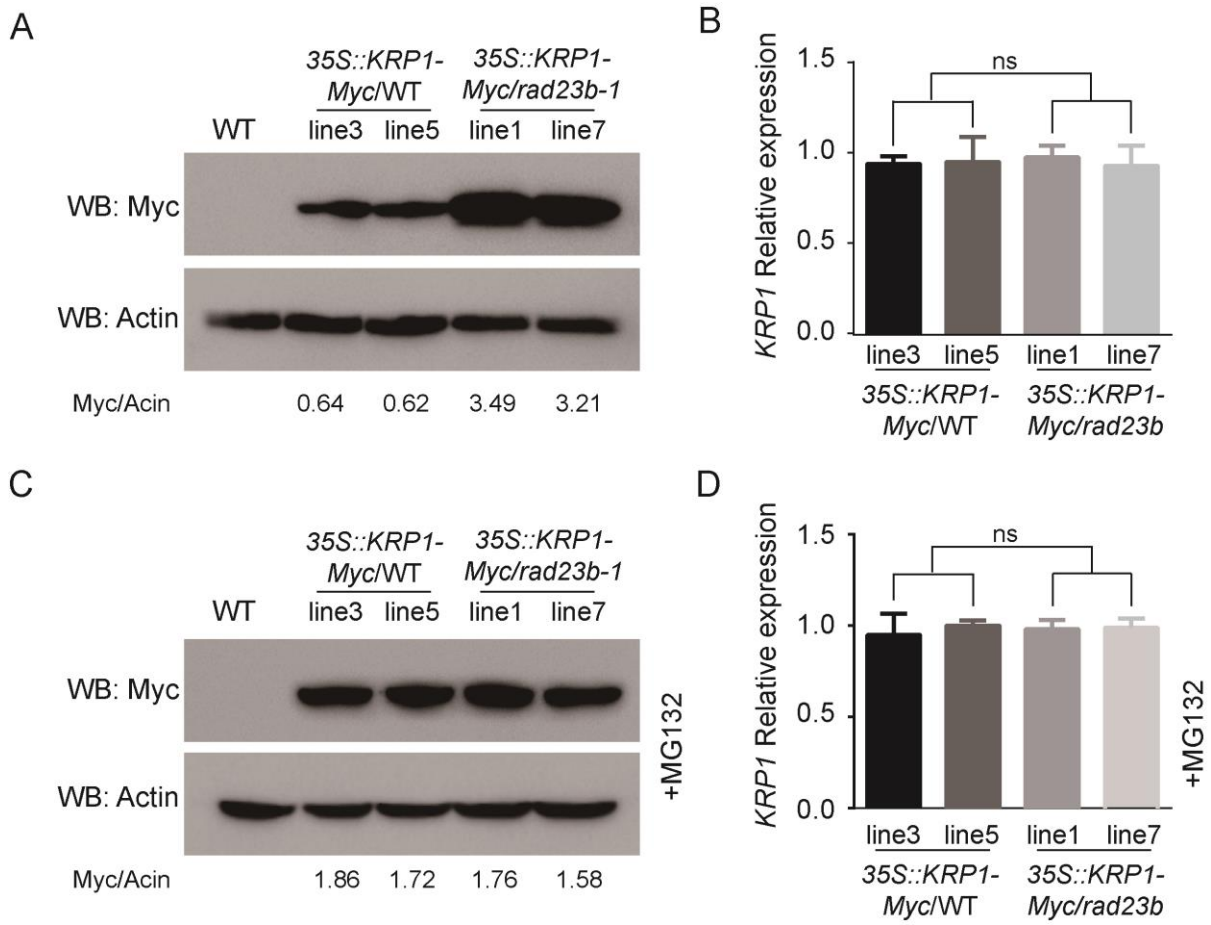 A
35S::KRP1-
Myc/WT
35S::KRP1-
Myc/rad23b-1
WT
line3
line5
line1
line7
WB: Myc
WB: Actin
Myc/Acin
0.64
0.62
3.49
3.21
B
KRP1 Relative expression
1.5
1.0
0.5
0.0
ns
line3
line5
line1
line7
35S::KRP1-
Myc/WT
35S::KRP1-
Myc/rad23b
C
35S::KRP1-
Myc/WT
35S::KRP1-
Myc/rad23b-1
WT
line3
line5
line1
line7
WB: Myc
WB: Actin
+MG132
Myc/Acin
1.86
1.72
1.76
1.58
D
KRP1 Relative expression
1.5
1.0
0.5
0.0
ns
line3
line5
line1
line7
35S::KRP1-
Myc/WT
35S::KRP1-
Myc/rad23b
+MG132